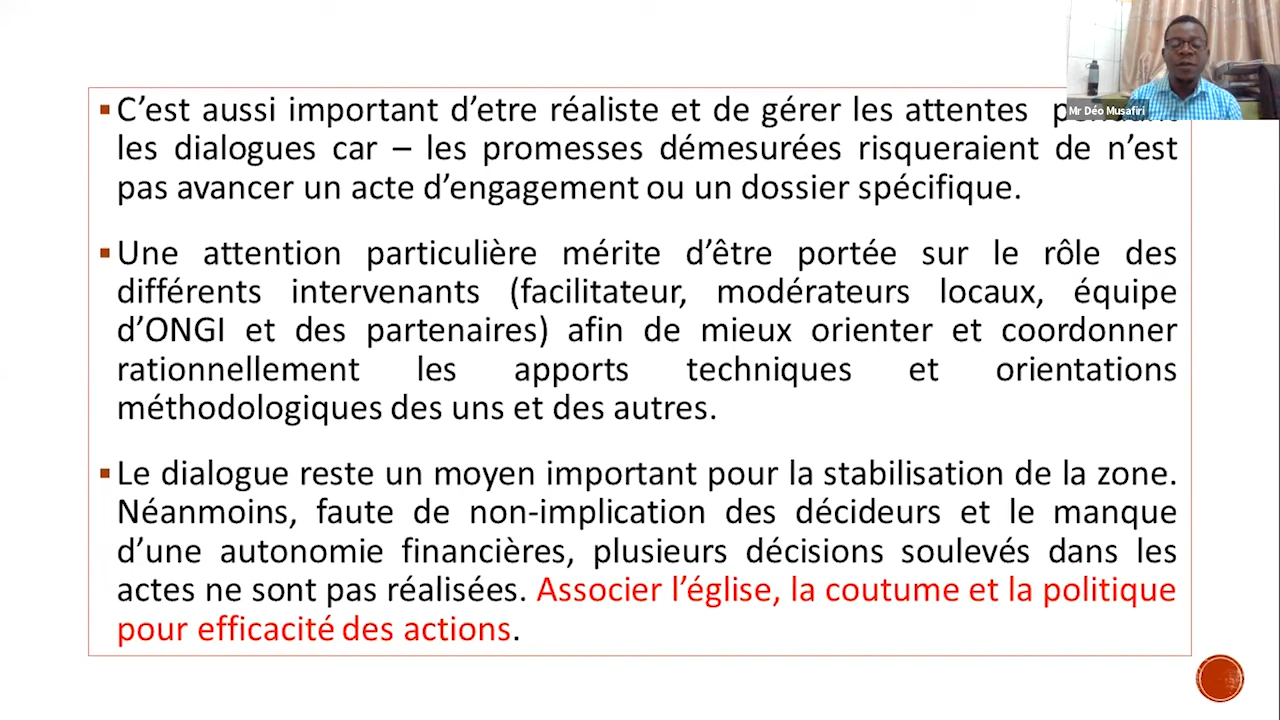 C’est aussi important d’etre réaliste et de gérer les attentes
les dialogues car – les promesses démesurées risqueraient de n’est
pas avancer un acte d’engagement ou un dossier spécifique.
Une attention particulière mérite d’être portée sur le rôle des
différents intervenants (facilitateur, modérateurs locaux, équipe
d’ONGI et des partenaires) afin de mieux orienter et coordonner
rationnellement les apports techniques et orientations
méthodologiques des uns et des autres.
Le dialogue reste un moyen important pour la stabilisation de la zone.
Néanmoins, faute de non-implication des décideurs et le manque
d’une autonomie financières, plusieurs décisions soulevés dans les
actes ne sont pas réalisées. Associer l’église, la coutume et la politique
pour efficacité des actions.
Mr Déo Musafiri